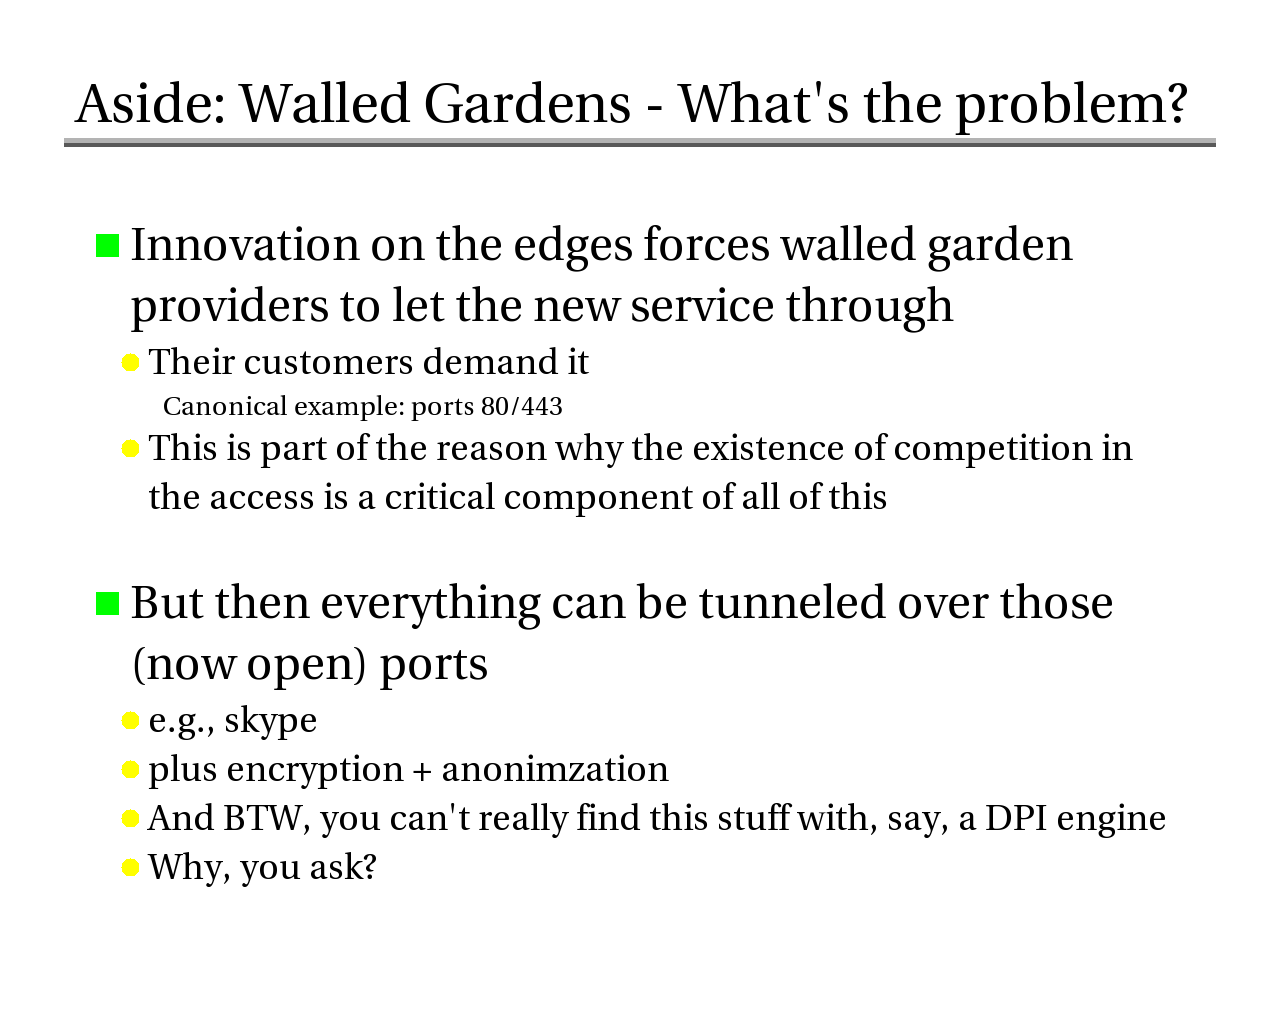 Aside: Walled Gardens - What's the problem?
Innovation on the edges forces walled garden
providers to let the new service through
Their customers demand it
Canonical example: ports 80/443
This is part of the reason why the existence of competition in
the access is a critical component of all of this
But then everything can be tunneled over those
(now open) ports
e.g., skype
plus encryption + anonimzation
And BTW, you can't really find this stuff with, say, a DPI engine
Why, you ask?